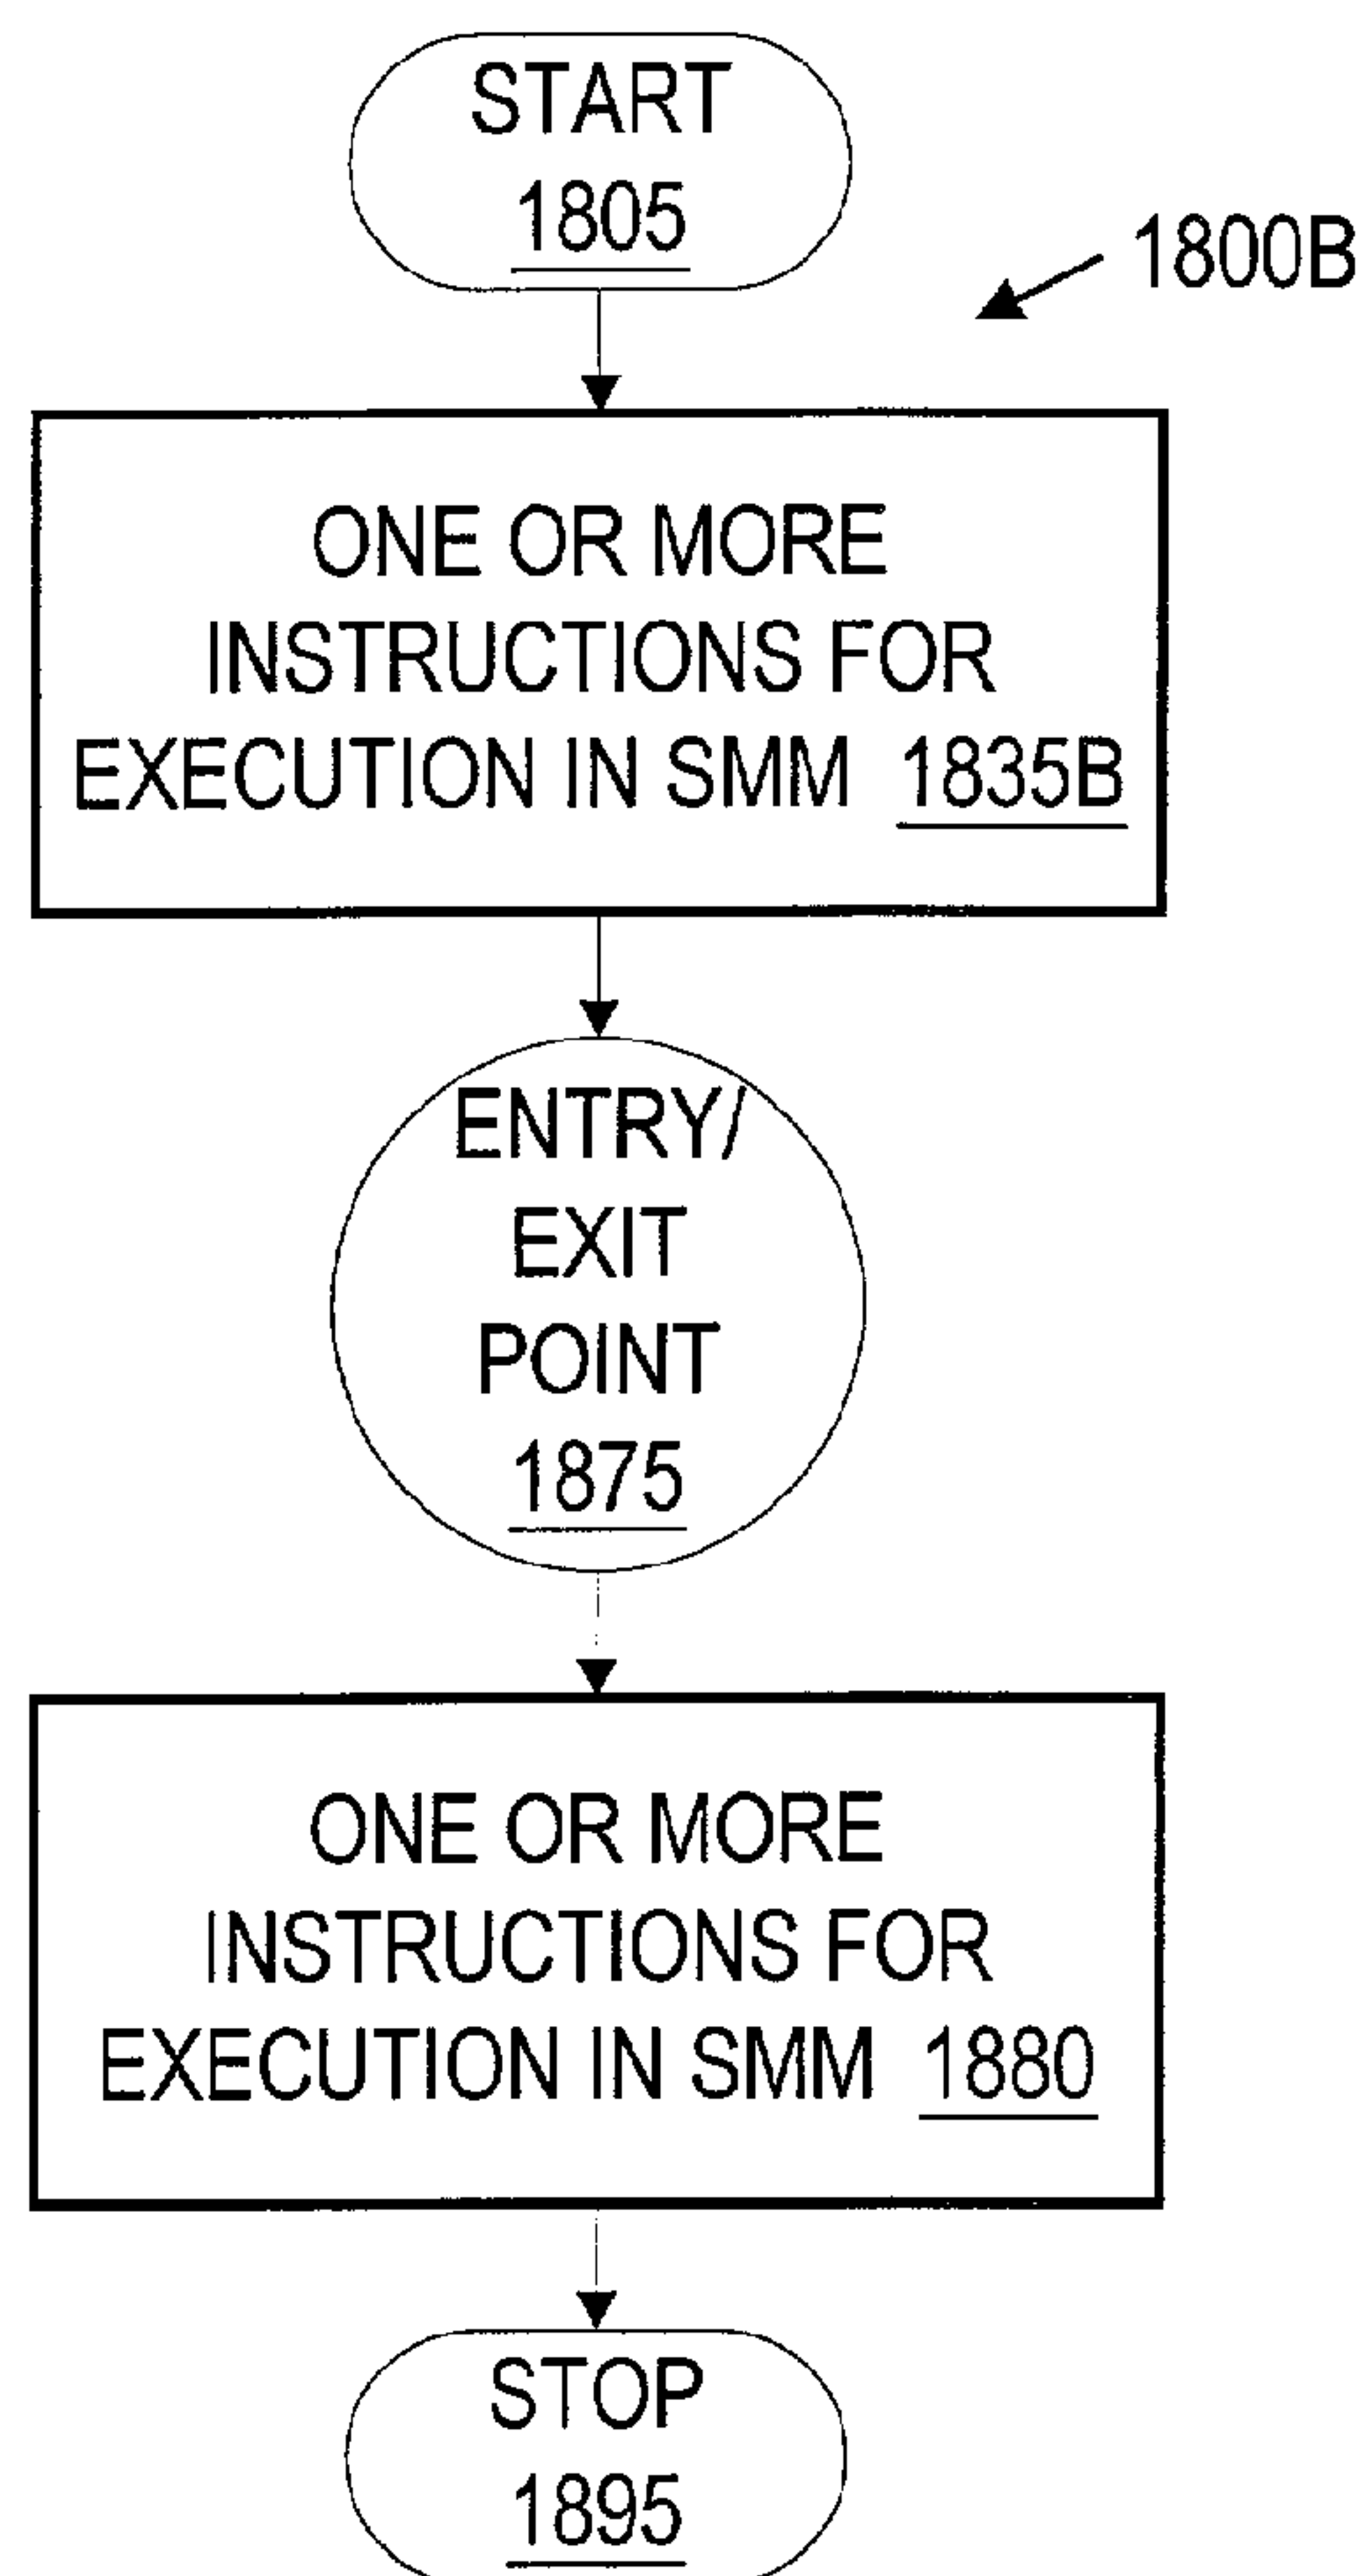 START
1805
1800B
ONE OR MORE
INSTRUCTIONS FOR
EXECUTION IN SMM 1835B
ENTRY/
EXIT
POINT
1875
ONE OR MORE
INSTRUCTIONS FOR
EXECUTION IN SMM 1880
STOP
1895